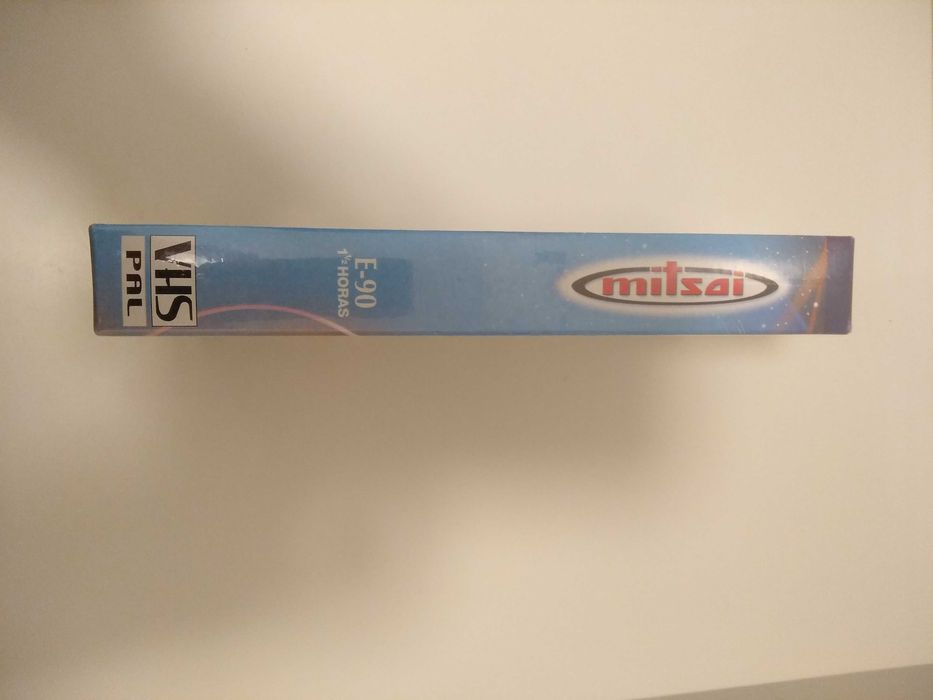 mitsai
E-90
1½ HORAS
VHS
PAL